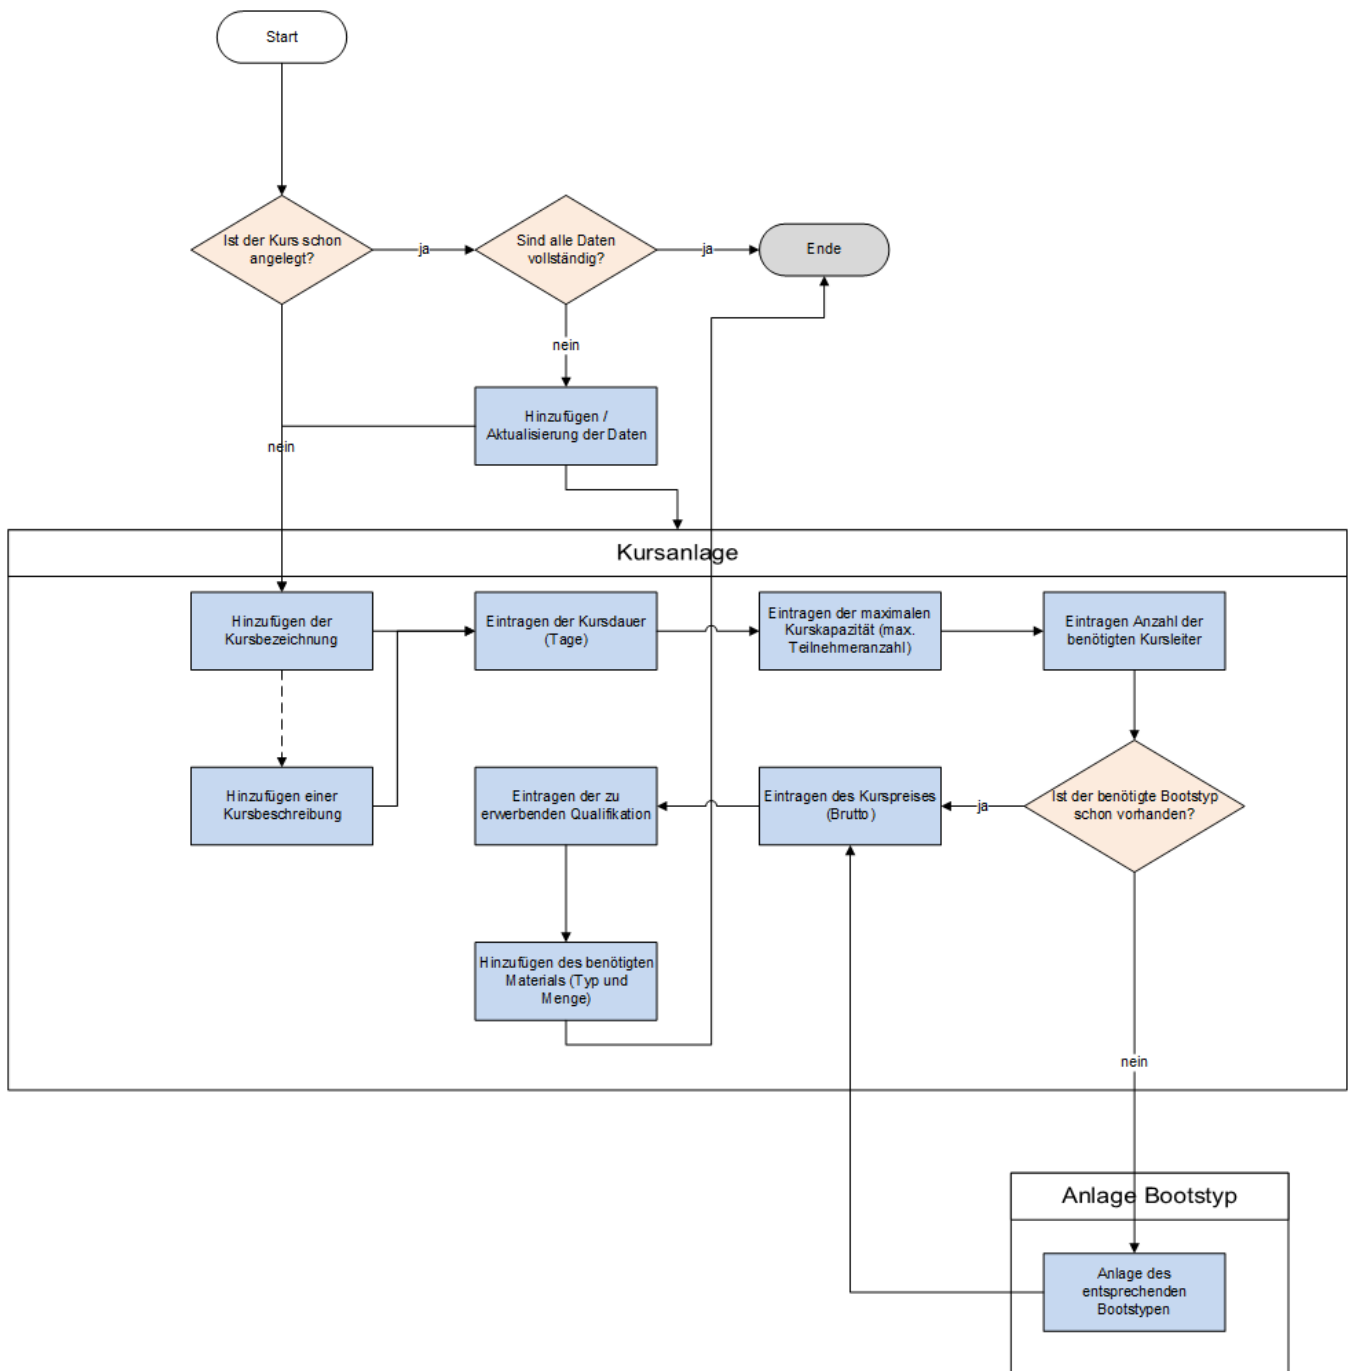 Start
Ist der Kurs schon
angelegt?
ja
Sind alle Daten
vollständig?
ja
Ende
nein
Hinzufügen /
Aktualisierung der Daten
nein
Kursanlage
Hinzufügen der
Kursbezeichnung
Eintragen der Kursdauer
(Tage)
Eintragen der maximalen
Kurskapazität (max.
Teilnehmeranzahl)
Eintragen Anzahl der
benötigten Kursleiter
Hinzufügen einer
Kursbeschreibung
Eintragen der zu
erwerbenden Qualifikation
Eintragen des Kurspreises
(Brutto)
ja
Ist der benötigte Bootstyp
schon vorhanden?
Hinzufügen des benötigten
Materials (Typ und
Menge)
nein
Anlage Bootstyp
Anlage des
entsprechenden
Bootstypen